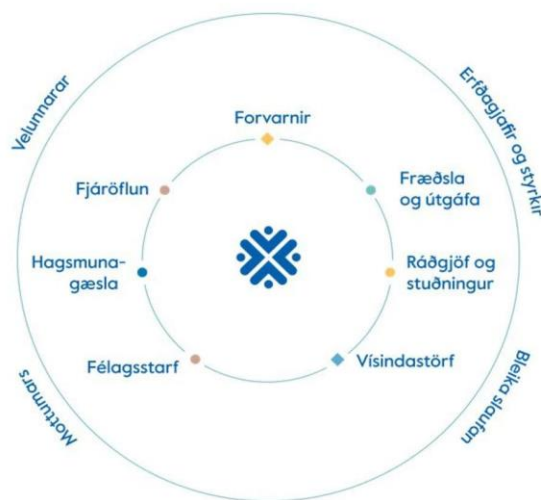 Velunnarar
Erfðagjafir og styrkir
Forvarnir
Fjáröflun
Fræðsla
og útgáfa
Hagsmuna-
gæsla
Ráðgjöf og
stuðningur
Félagsstarf
Vísindastörf
Mottumars
Bleika slaufan